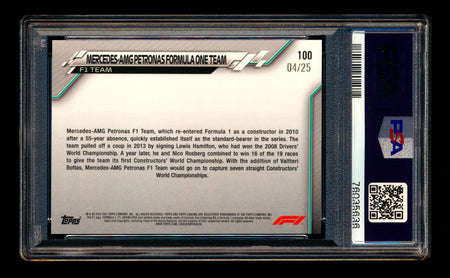 MERCEDES-AMG PETRONAS FORMULA ONE TEAM
F1 TEAM
100
04/25
Mercedes-AMG Petronas F1 Team, which re-entered Formula 1 as a constructor in 2010
after a 55-year absence, quickly established itself as the standard-bearer in the series. The
team pulled off a coup in 2013 by signing Lewis Hamilton, who had won the 2008 Drivers'
World Championship. A year later, he and Nico Rosberg combined to win 16 of the 19 races
to give the team its first Constructors' World Championship. With the addition of Valtteri
Bottas, Mercedes-AMG Petronas F1 Team would go on to capture seven straight Constructors'
World Championships.
Topps
F1
PSA
76035636